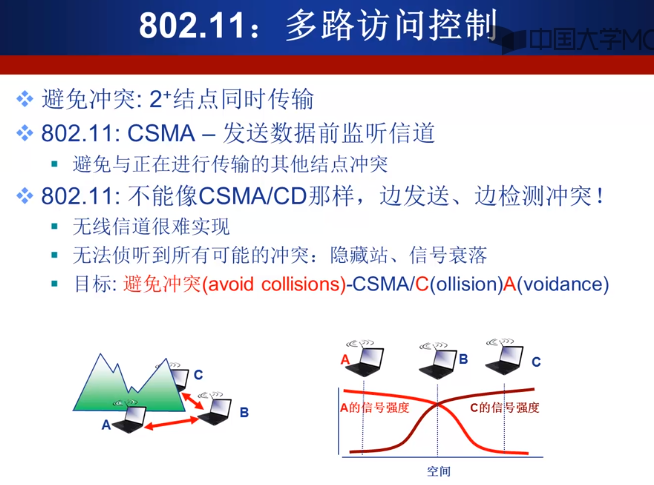 802.11：多路访问控制
中国大学MO
避免冲突: 2+结点同时传输
802.11: CSMA – 发送数据前监听信道
避免与正在进行传输的其他结点冲突
802.11: 不能像CSMA/CD那样，边发送、边检测冲突！
无线信道很难实现
无法侦听到所有可能的冲突：隐藏站、信号衰落
目标: 避免冲突(avoid collisions)-CSMA/C(ollision)A(voidance)
C
B
A
A
B
C
A的信号强度
C的信号强度
空间